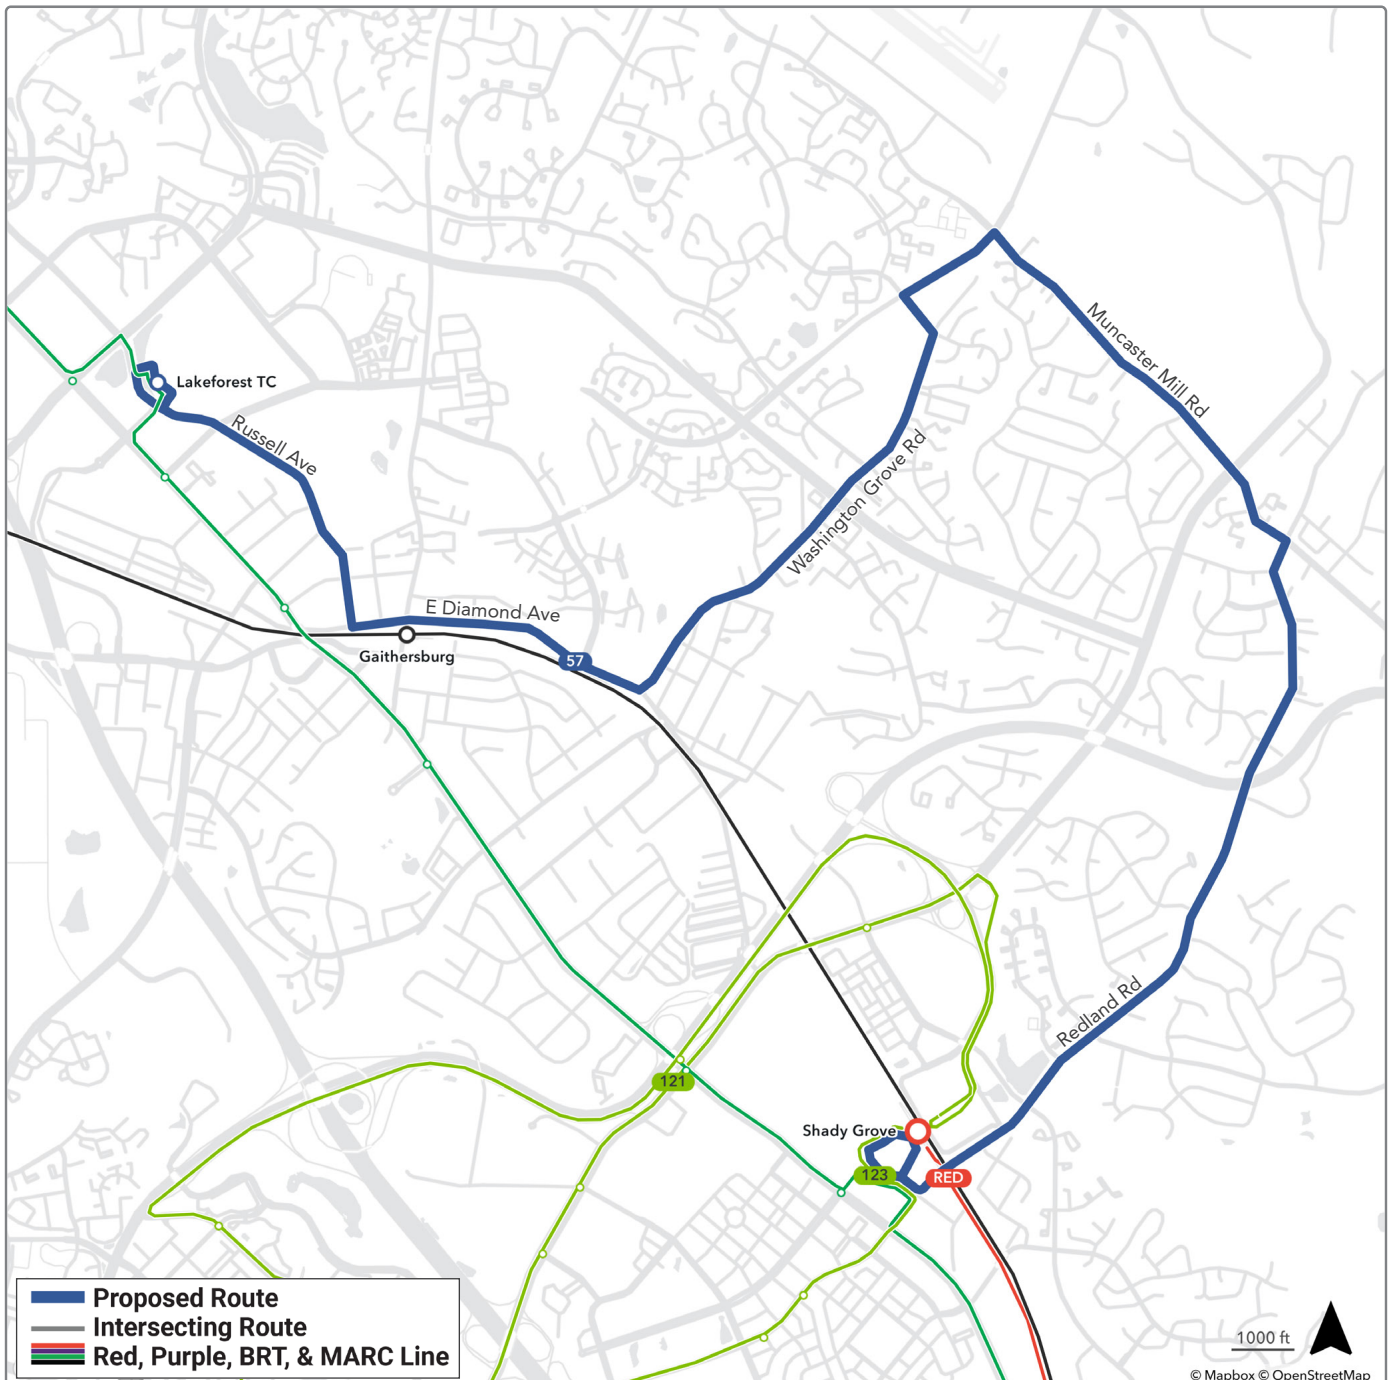 Muncaster Mill Rd
Lakeforest TC
Russell Ave
Washington Grove Rd
E Diamond Ave
Gaithersburg
57
Redland Rd
121
Shady Grove
123
RED
Proposed Route
Intersecting Route
Red, Purple, BRT, & MARC Line
1000 ft
© Mapbox © OpenStreetMap